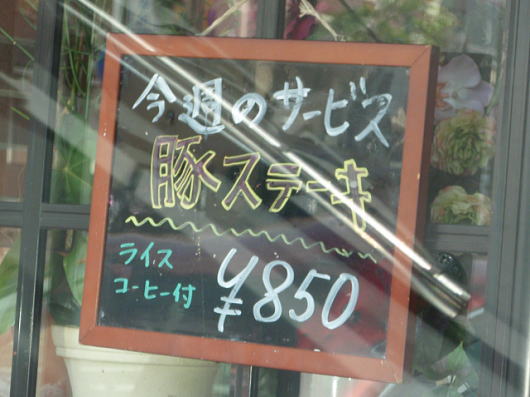 今週のサービス
豚ステーキ
ライス
コーヒー付
¥850